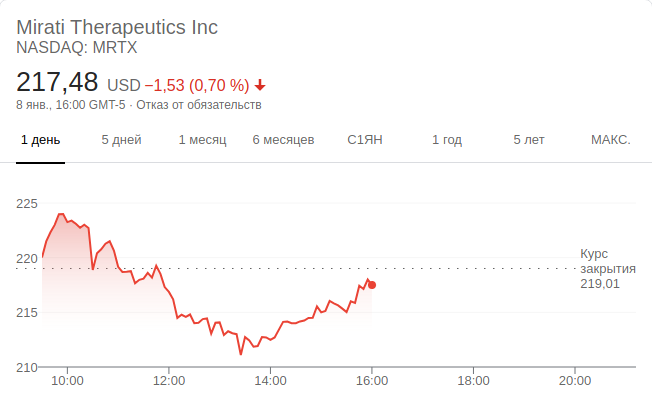 Mirati Therapeutics Inc
NASDAQ: MRTX
217,48 USD −1,53 (0,70 %)
8 янв., 16:00 GMT-5 · Отказ от обязательств
1 день 5 дней 1 месяц 6 месяцев С1ЯН 1 год 5 лет МАКС.
225
220
215
210
Курс
закрытия
219,01
10:00 12:00 14:00 16:00 18:00 20:00